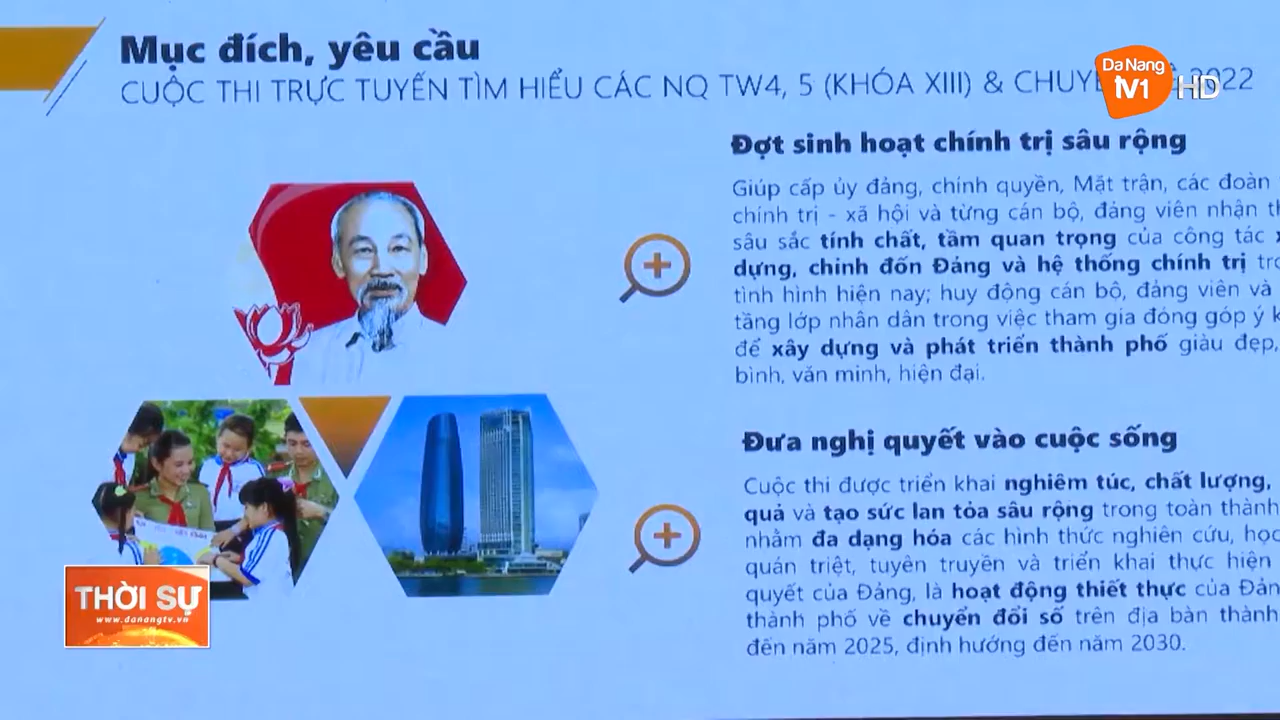 Mục đích, yêu cầu
CUỘC THI TRỰC TUYẾN TÌM HIỂU CÁC NQ TW4, 5 (KHÓA XIII) & CHUYÊN 2022
Da Nang
TV1 HD
Đợt sinh hoạt chính trị sâu rộng
Giúp cấp ủy đảng, chính quyền, Mặt trận, các đoàn
chính trị - xã hội và từng cán bộ, đảng viên nhận
sâu sắc tính chất, tầm quan trọng của công tác
dựng, chỉnh đốn Đảng và hệ thống chính trị
tình hình hiện nay; huy động cán bộ, đảng viên và
tầng lớp nhân dân trong việc tham gia đóng góp ý
để xây dựng và phát triển thành phố giàu đẹp,
bình, văn minh, hiện đại.
Đưa nghị quyết vào cuộc sống
Cuộc thi được triển khai nghiêm túc, chất lượng,
quả và tạo sức lan tỏa sâu rộng trong toàn thành
nhằm đa dạng hóa các hình thức nghiên cứu, học
quán triệt, tuyên truyền và triển khai thực hiện
quyết của Đảng, là hoạt động thiết thực của Đản
thành phố về chuyển đổi số trên địa bàn thành
đến năm 2025, định hướng đến năm 2030.
THỜI SỰ
www.danangtv.vn